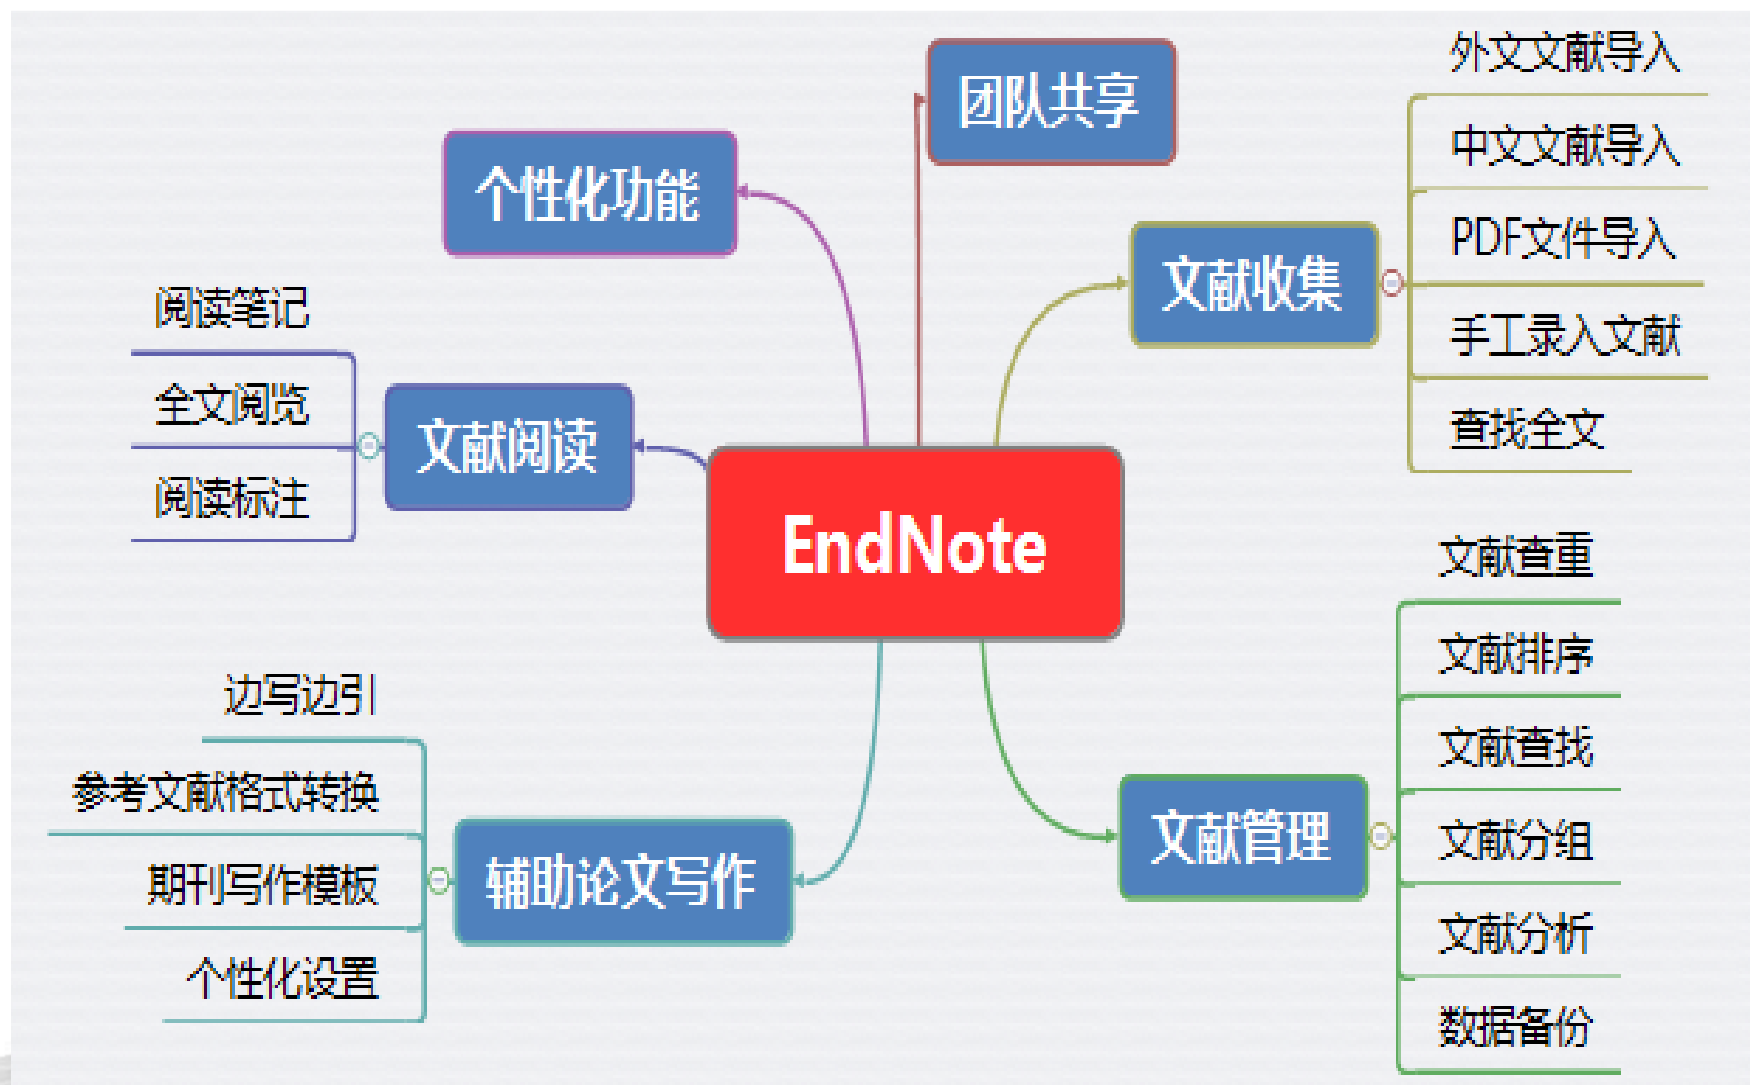 团队共享
个性化功能
外文文献导入
中文文献导入
PDF文件导入
手工录入文献
查找全文
文献收集
阅读笔记
全文阅览
阅读标注
文献阅读
EndNote
文献查重
文献排序
文献查找
文献分组
文献分析
数据备份
文献管理
边写边引
参考文献格式转换
期刊写作模板
个性化设置
辅助论文写作